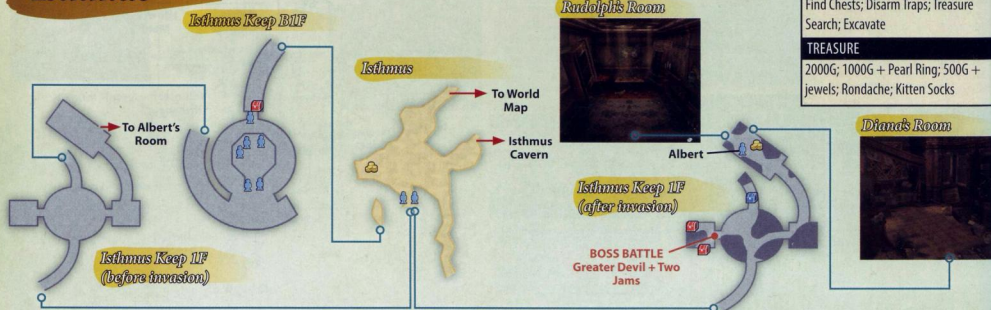 Isthmus Keep B1F
Isthmus
To World
Map
Isthmus
Cavern
To Albert's
Room
Isthmus Keep 1F
(before invasion)
Rudolph's Room
Albert
Isthmus Keep 1F
(after invasion)
BOSS BATTLE
Greater Devil + Two
Jams
Find Chests; Disarm Traps; Treasure
Search; Excavate
TREASURE
2000G; 1000G + Pearl Ring; 500G +
jewels; Rondache; Kitten Socks
Diana's Room